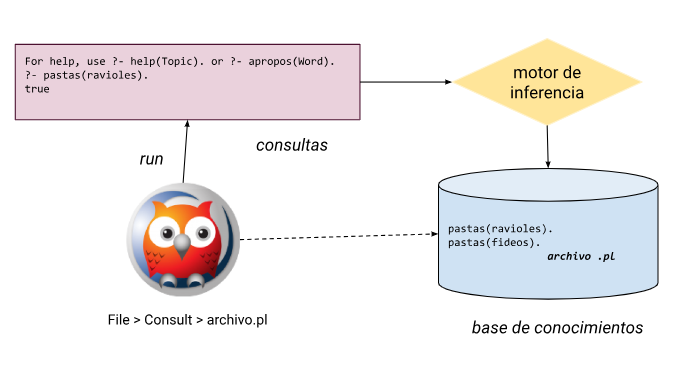 For help, use ?- help(Topic). or ?- apropos(Word).
?- pastas(ravioles).
true
motor de
inferencia
run
consultas
pastas(ravioles).
pastas(fideos).
archivo .pl
File > Consult > archivo.pl
base de conocimientos